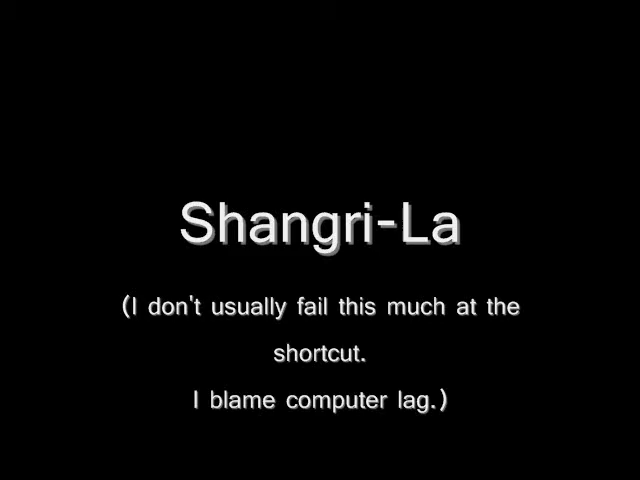 Shangri-La
(I don't usually fail this much at the
shortcut.
I blame computer lag.)